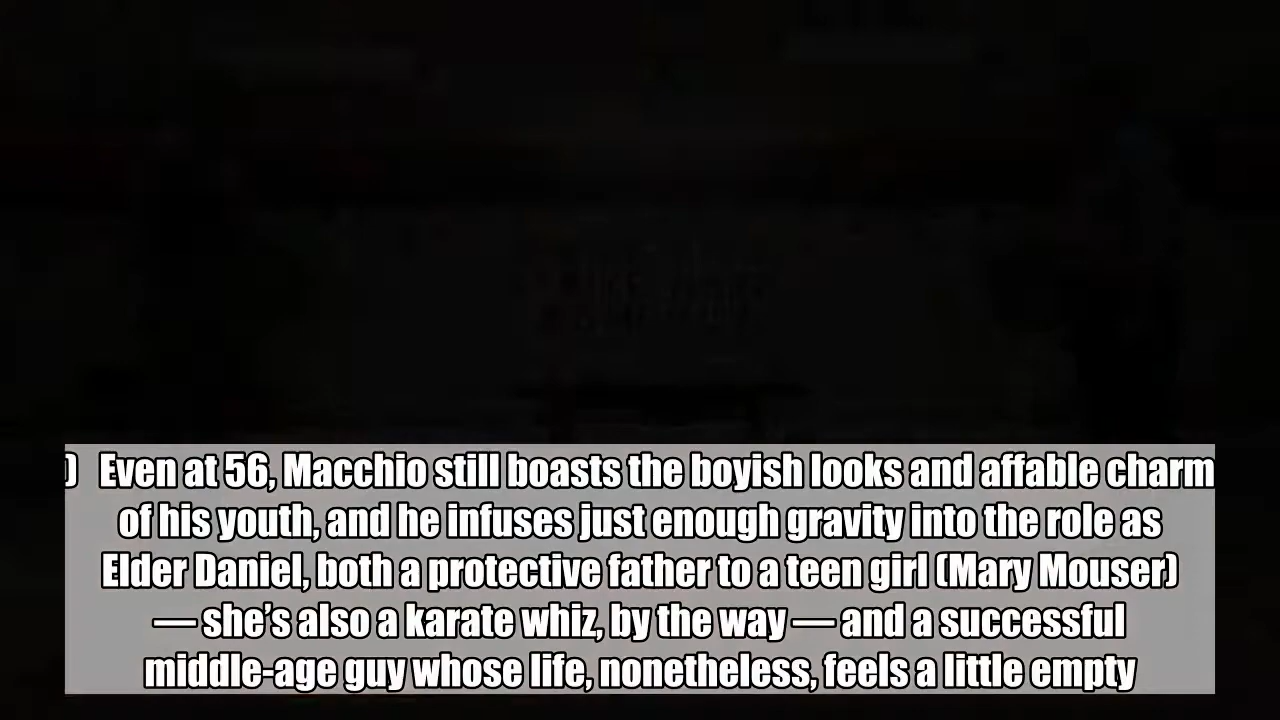 )   Even at 56, Macchio still boasts the boyish looks and affable charm
of his youth, and he infuses just enough gravity into the role as
Elder Daniel, both a protective father to a teen girl (Mary Mouser)
— she’s also a karate whiz, by the way — and a successful
middle-age guy whose life, nonetheless, feels a little empty